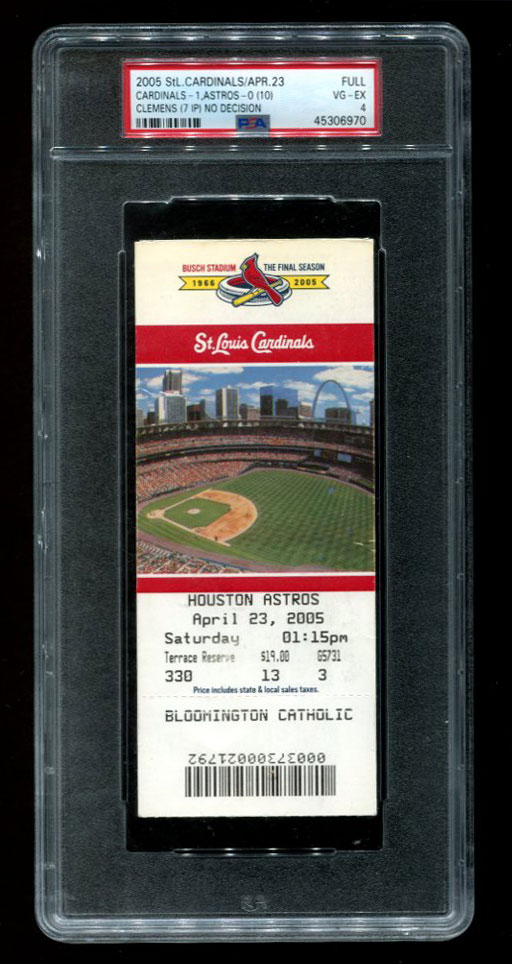 2005 StL.CARDINALS/APR.23 FULL
CARDINALS-1,ASTROS-0 (10) VG-EX
CLEMENS (7 IP) NO DECISION 4
PSA 45306970
BUSCH STADIUM THE FINAL SEASON
1966 2005
St. Louis Cardinals
HOUSTON ASTROS
April 23, 2005
Saturday 01:15pm
Terrace Reserve $19.00 G5731
330 13 3
Price includes state & local sales taxes.
BLOOMINGTON CATHOLIC
000373000021792